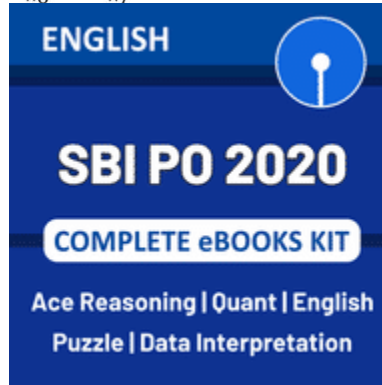 ENGLISH
SBI PO 2020
COMPLETE eBOOKS KIT
Ace Reasoning | Quant | English
Puzzle | Data Interpretation